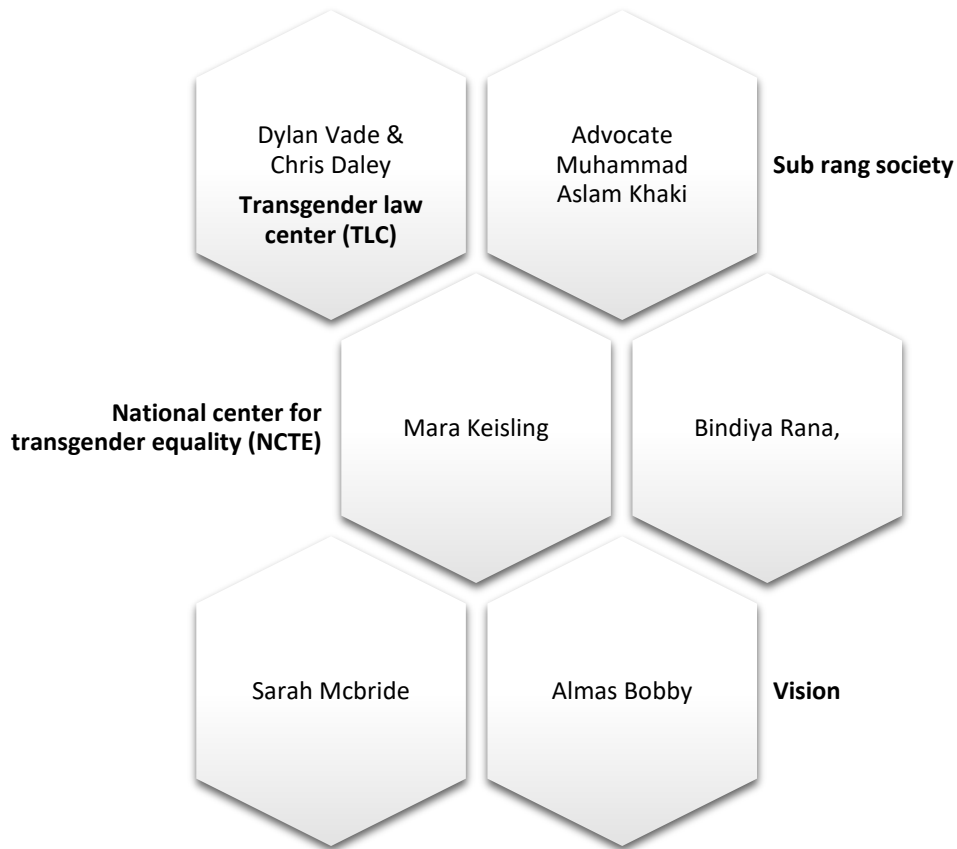 Dylan Vade &
Chris Daley
Transgender law
center (TLC)
Advocate
Muhammad
Aslam Khaki
Sub rang society
National center for
transgender equality (NCTE)
Mara Keisling
Bindiya Rana,
Sarah Mcbride
Almas Bobby
Vision